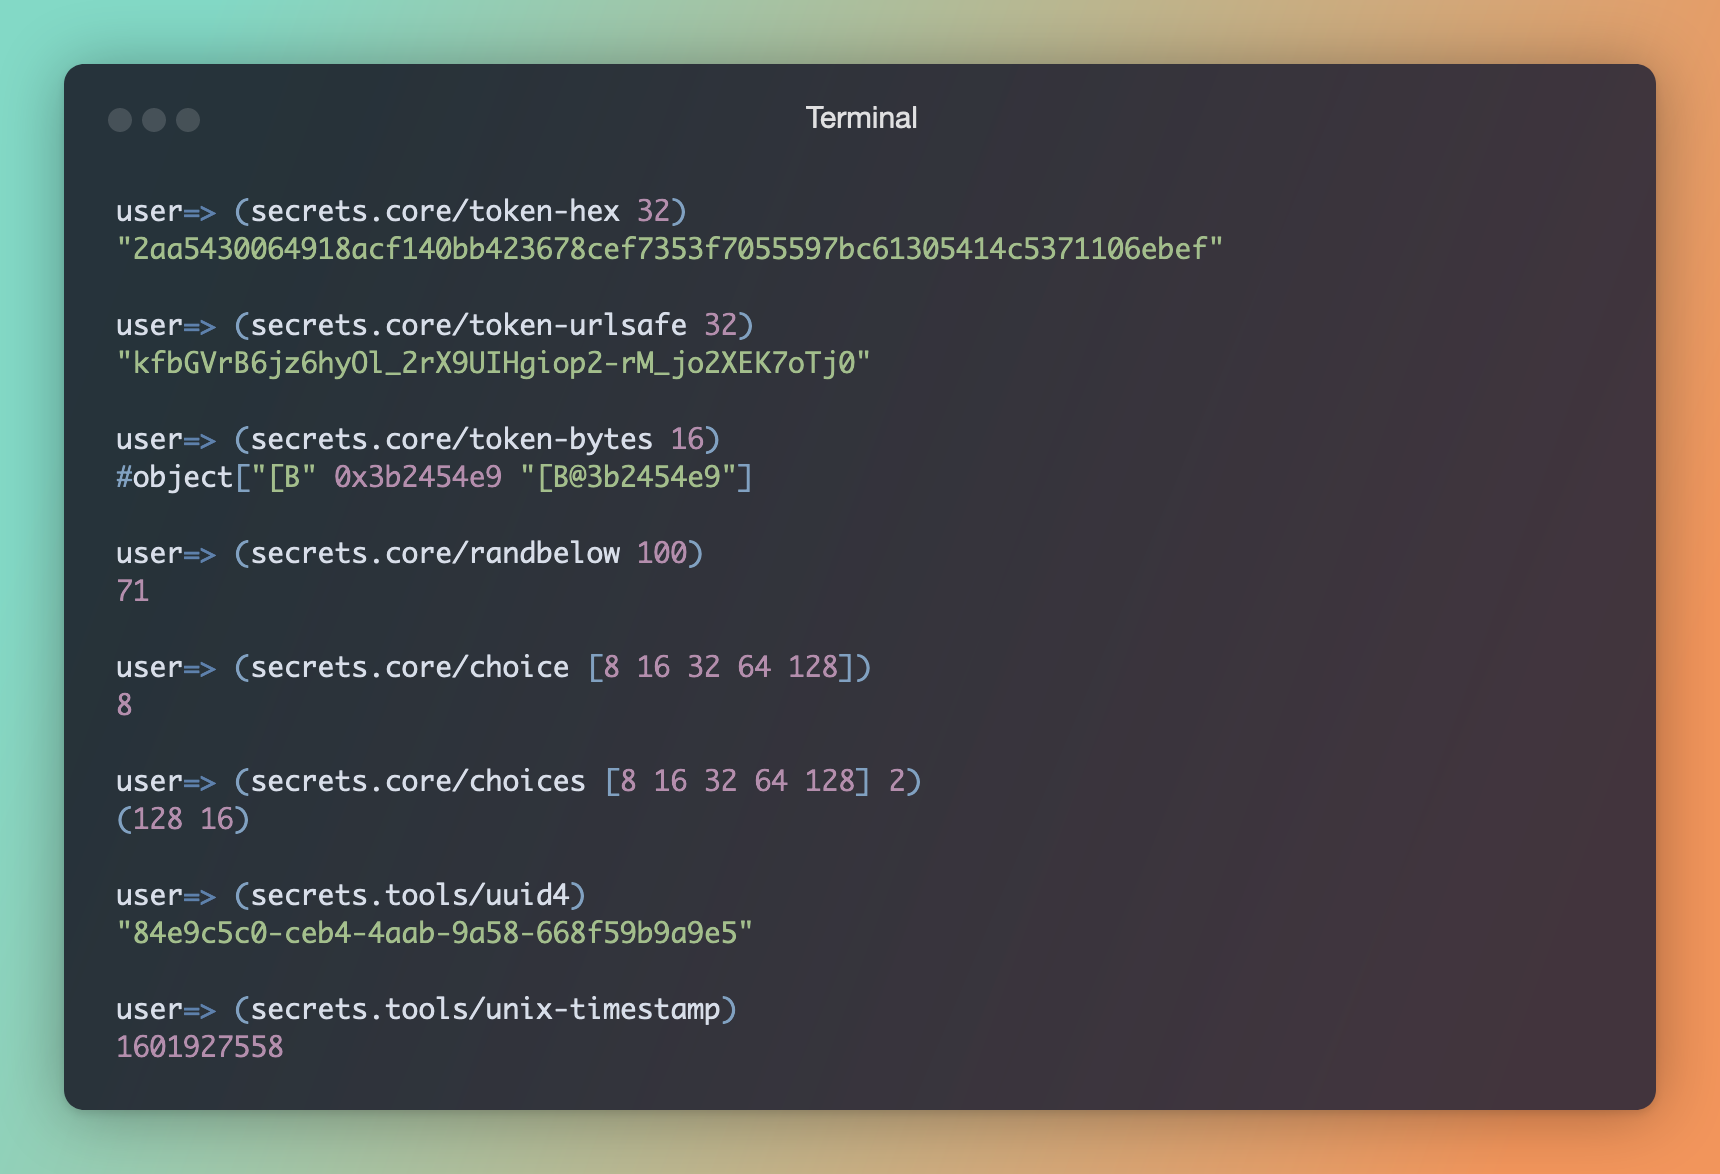 Terminal
user=> (secrets.core/token-hex 32)
"2aa5430064918acf140bb423678cef7353f7055597bc61305414c5371106ebef"
user=> (secrets.core/token-urlsafe 32)
"kfbGVrB6jz6hyOl_2rX9UIHgiop2-rM_jo2XEK7oTj0"
user=> (secrets.core/token-bytes 16)
#object["[B" 0x3b2454e9 "[B@3b2454e9"]
user=> (secrets.core/randbelow 100)
71
user=> (secrets.core/choice [8 16 32 64 128])
8
user=> (secrets.core/choices [8 16 32 64 128] 2)
(128 16)
user=> (secrets.tools/uuid4)
"84e9c5c0-ceb4-4aab-9a58-668f59b9a9e5"
user=> (secrets.tools/unix-timestamp)
1601927558